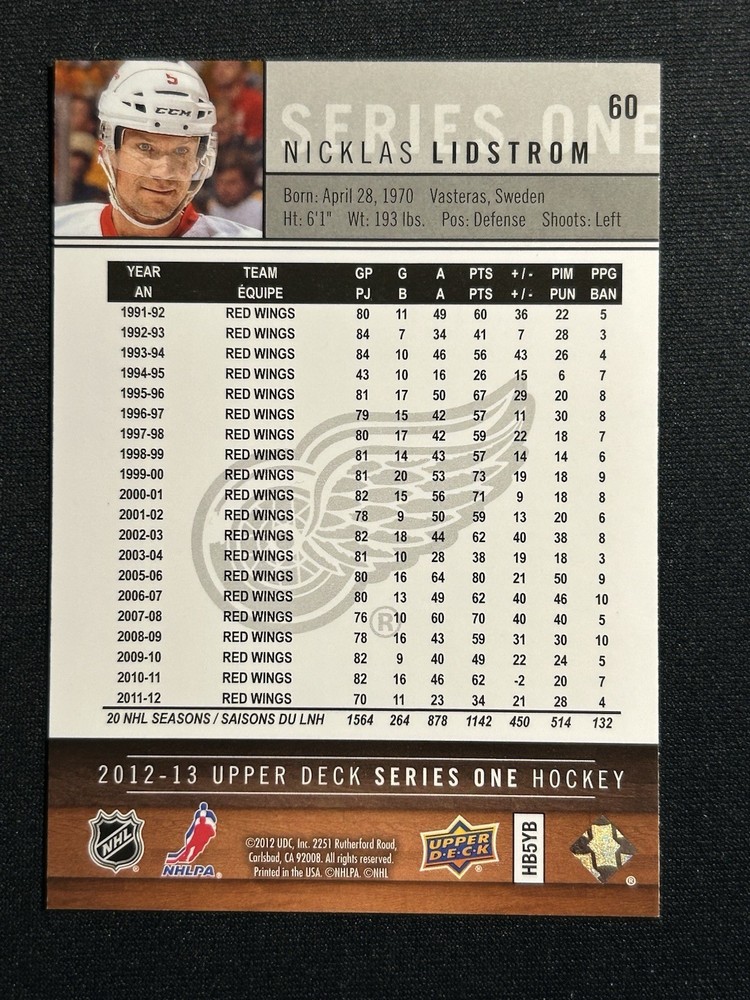 5
CCM
60
SERIES ONE
NICKLAS LIDSTROM
Born: April 28, 1970 Vasteras, Sweden
Ht: 6'1" Wt: 193 lbs. Pos: Defense Shoots: Left
YEAR TEAM GP G A PTS +/- PIM PPG
AN ÉQUIPE PJ B A PTS +/- PUN BAN
1991-92 RED WINGS 80 11 49 60 36 22 5
1992-93 RED WINGS 84 7 34 41 7 28 3
1993-94 RED WINGS 84 10 46 56 43 26 4
1994-95 RED WINGS 43 10 16 26 15 6 7
1995-96 RED WINGS 81 17 50 67 29 20 8
1996-97 RED WINGS 79 15 42 57 11 30 8
1997-98 RED WINGS 80 17 42 59 22 18 7
1998-99 RED WINGS 81 14 43 57 14 14 6
1999-00 RED WINGS 81 20 53 73 19 18 9
2000-01 RED WINGS 82 15 56 71 9 18 8
2001-02 RED WINGS 78 9 50 59 13 20 6
2002-03 RED WINGS 82 18 44 62 40 38 8
2003-04 RED WINGS 81 10 28 38 19 18 3
2005-06 RED WINGS 80 16 64 80 21 50 9
2006-07 RED WINGS 80 13 49 62 40 46 10
2007-08 RED WINGS 76 10 60 70 40 40 5
2008-09 RED WINGS 78 16 43 59 31 30 10
2009-10 RED WINGS 82 9 40 49 22 24 5
2010-11 RED WINGS 82 16 46 62 -2 20 7
2011-12 RED WINGS 70 11 23 34 21 28 4
20 NHL SEASONS / SAISONS DU LNH 1564 264 878 1142 450 514 132
®
2012-13 UPPER DECK SERIES ONE HOCKEY
NHL
NHLPA
©2012 UDC, Inc. 2251 Rutherford Road,
Carlsbad, CA 92008. All rights reserved.
Printed in the USA. ©NHLPA. ©NHL
UPPER DECK
®
HB5YB
®